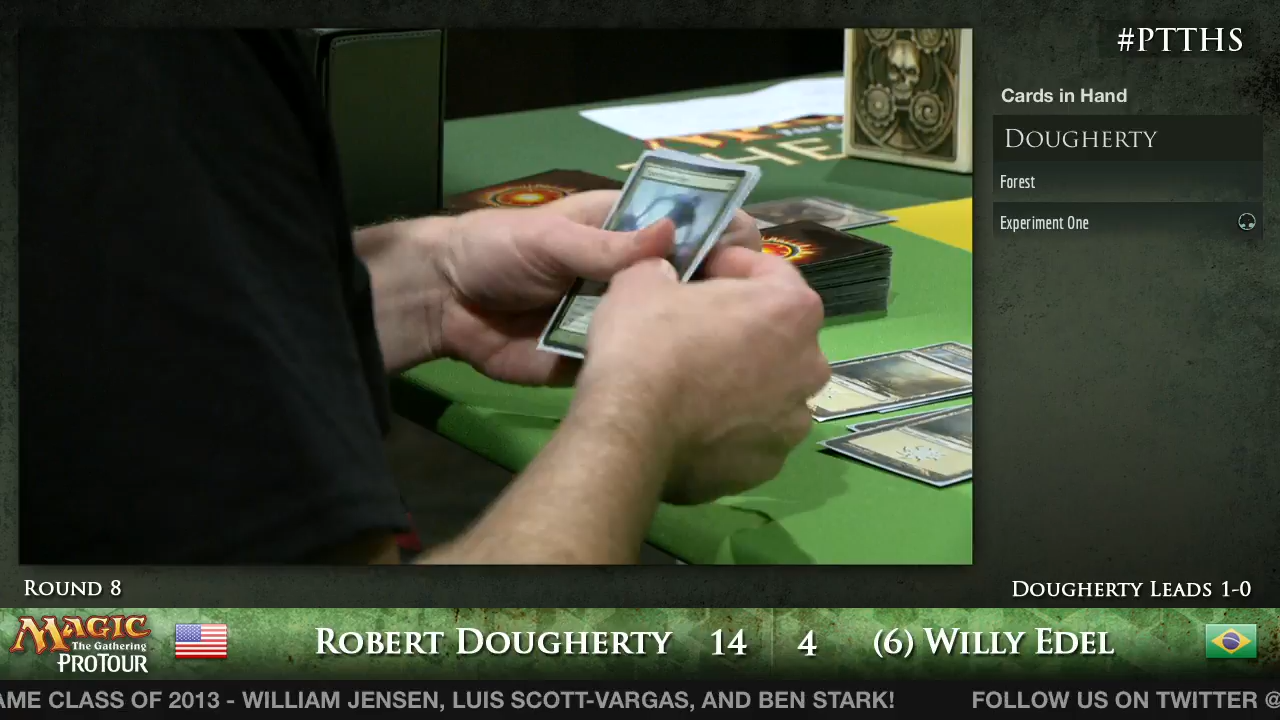 #PTTHS
Cards in Hand
DOUGHERTY
Forest
Experiment One
THE
ROUND 8
DOUGHERTY LEADS 1-0
MAGIC
The Gathering
PROTOUR
ROBERT DOUGHERTY 14 4 (6) WILLY EDEL
AME CLASS OF 2013 - WILLIAM JENSEN, LUIS SCOTT-VARGAS, AND BEN STARK! FOLLOW US ON TWITTER @